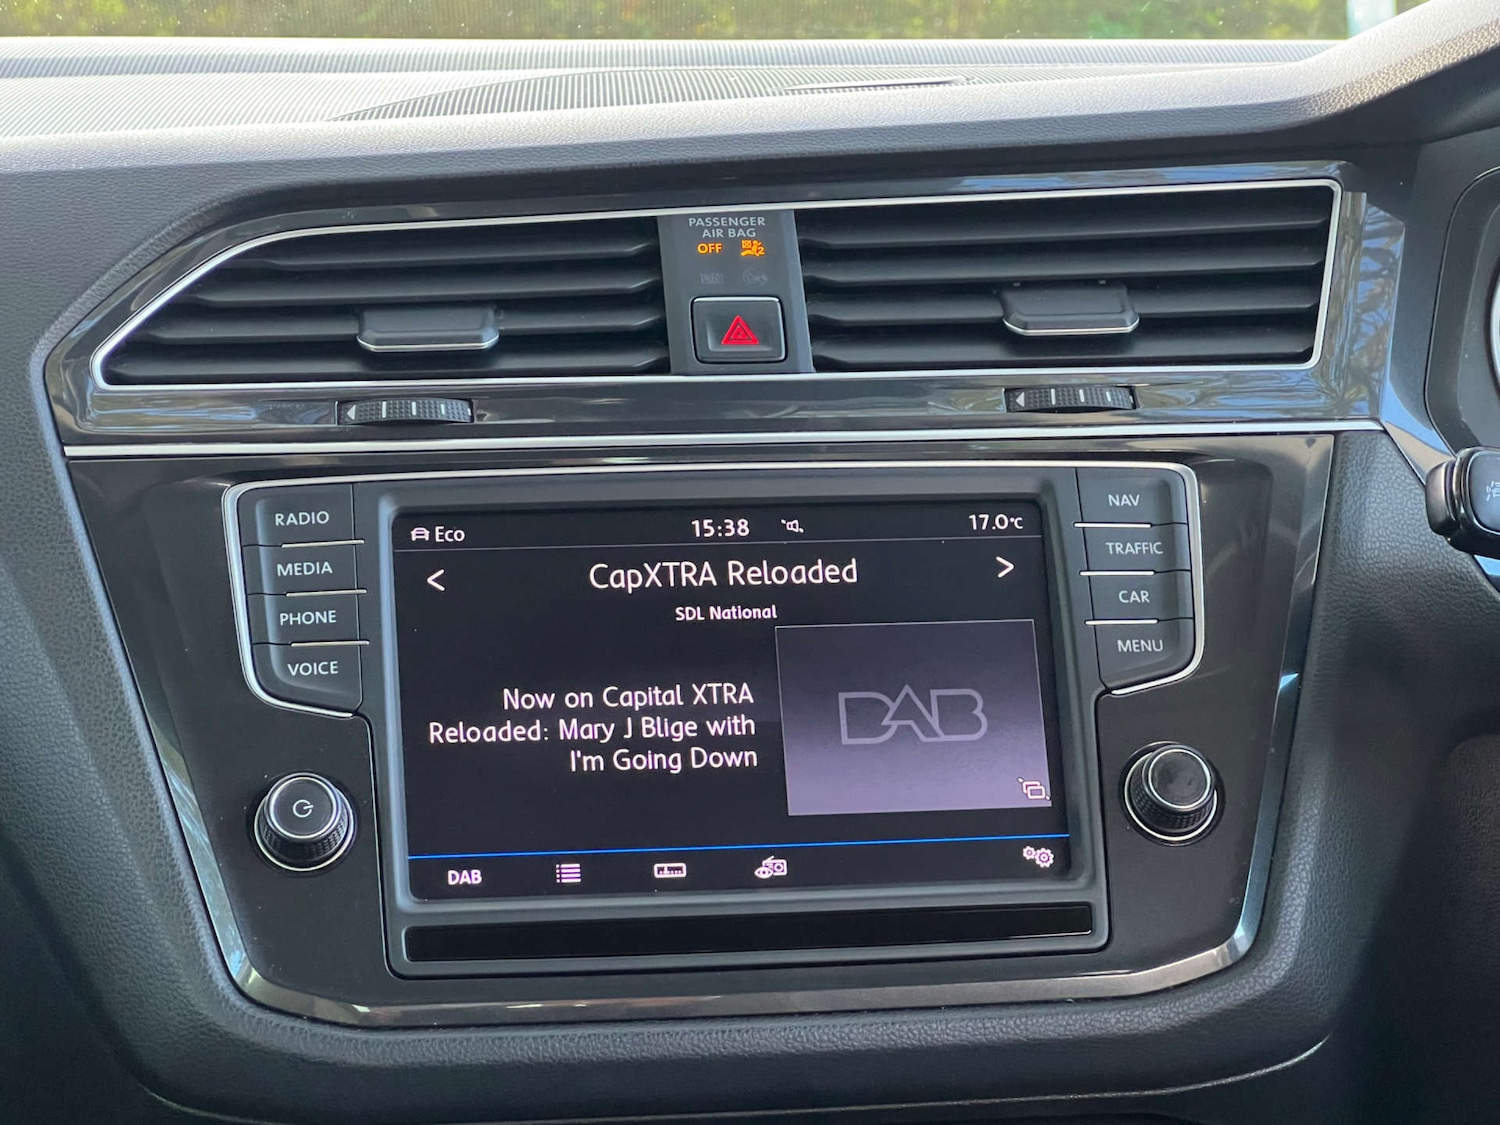 PASSENGER
AIR BAG
OFF
RADIO
MEDIA
PHONE
VOICE
Eco
15:38
17.0°C
CapXTRA Reloaded
SDL National
Now on Capital XTRA
Reloaded: Mary J Blige with
I'm Going Down
DAB
DAB
NAV
TRAFFIC
CAR
MENU